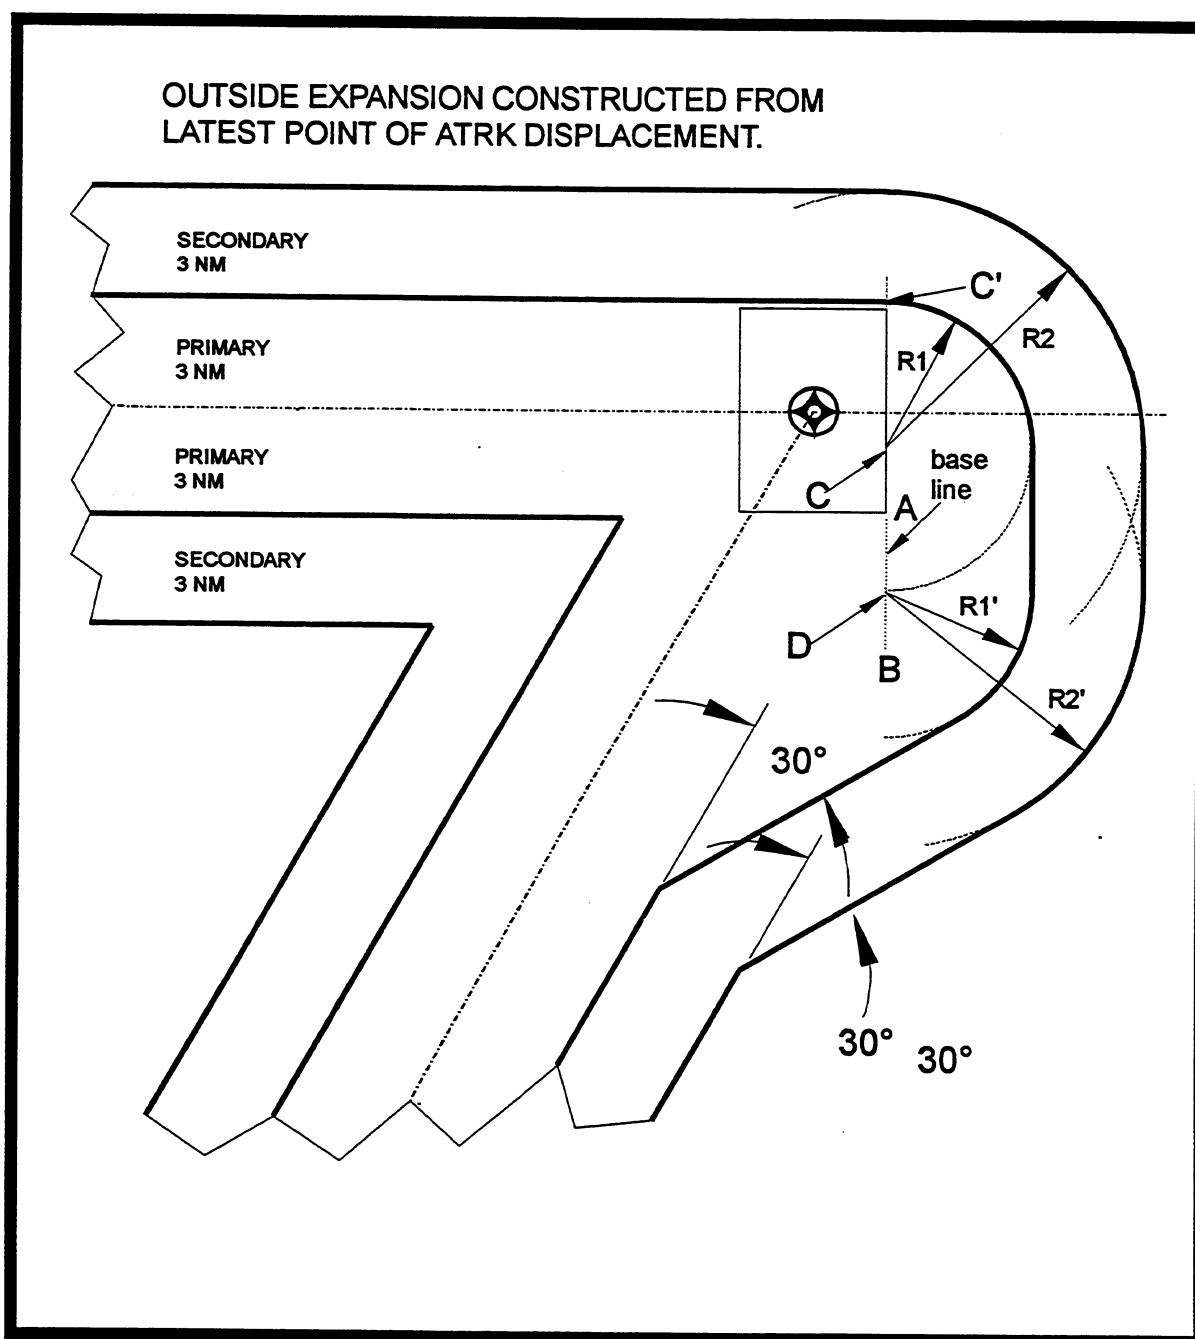 OUTSIDE EXPANSION CONSTRUCTED FROM
LATEST POINT OF ATRK DISPLACEMENT.
SECONDARY
3 NM
C'
R2
PRIMARY
3 NM
R1
PRIMARY
3 NM
base
line
C
A
SECONDARY
3 NM
R1'
D
B
R2'
30°
30°
30°